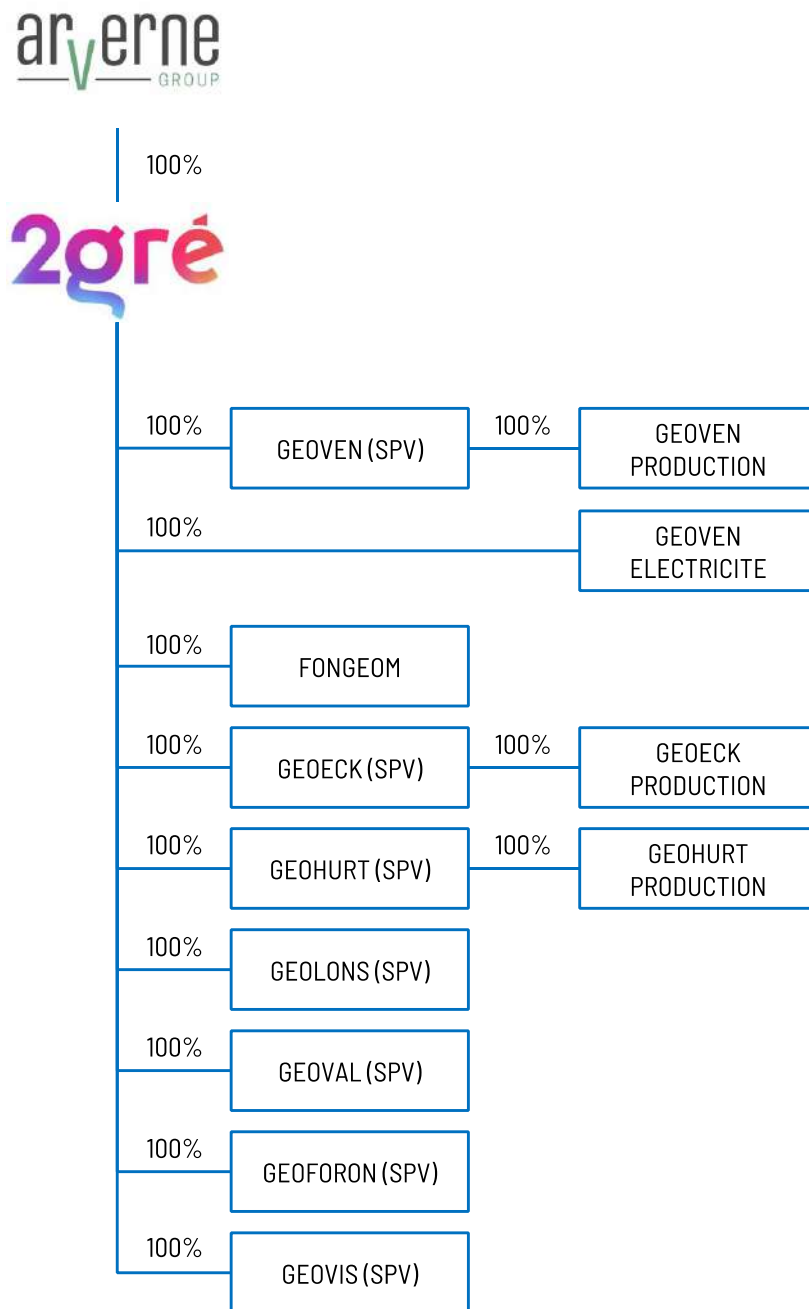 arverne
GROUP
100%
2gré
100%
GEOVEN (SPV)
100%
GEOVEN
PRODUCTION
100%
GEOVEN
ELECTRICITE
100%
FONGEOM
100%
GEOECK (SPV)
100%
GEOECK
PRODUCTION
100%
GEOHURT (SPV)
100%
GEOHURT
PRODUCTION
100%
GEOLONS (SPV)
100%
GEOVAL (SPV)
100%
GEOFORON (SPV)
100%
GEOVIS (SPV)